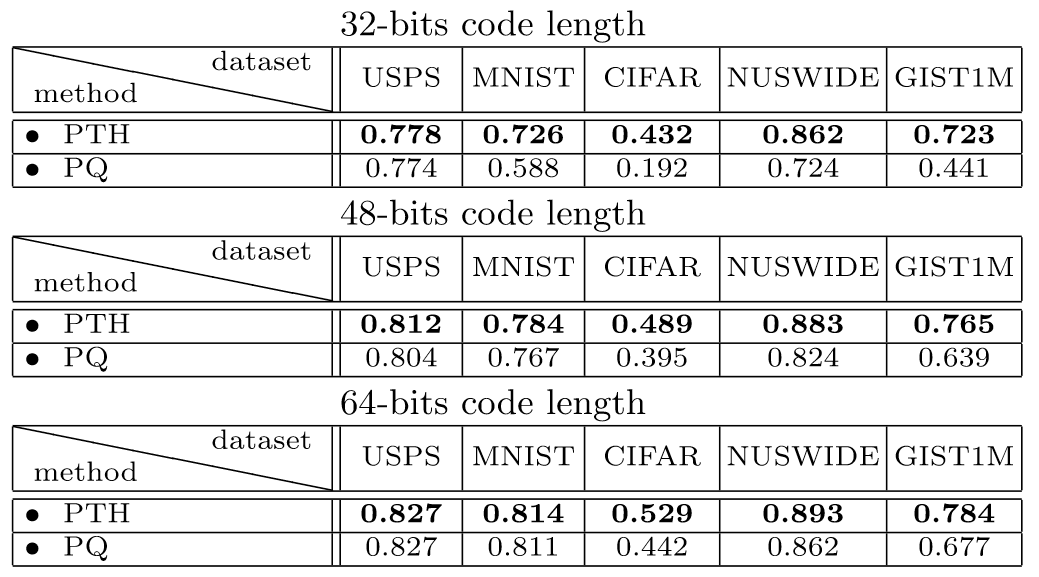 32-bits code length
dataset
method
USPS MNIST CIFAR NUSWIDE GIST1M
• PTH 0.778 0.726 0.432 0.862 0.723
• PQ 0.774 0.588 0.192 0.724 0.441
48-bits code length
dataset
method
USPS MNIST CIFAR NUSWIDE GIST1M
• PTH 0.812 0.784 0.489 0.883 0.765
• PQ 0.804 0.767 0.395 0.824 0.639
64-bits code length
dataset
method
USPS MNIST CIFAR NUSWIDE GIST1M
• PTH 0.827 0.814 0.529 0.893 0.784
• PQ 0.827 0.811 0.442 0.862 0.677